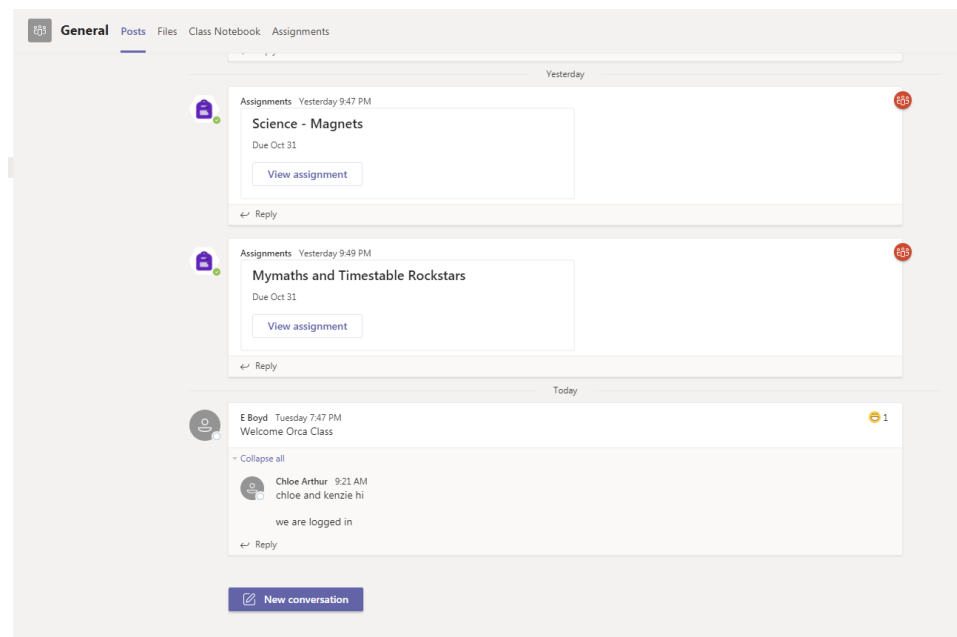 General Posts Files Class Notebook Assignments
Yesterday
Assignments Yesterday 9:47 PM
Science - Magnets
Due Oct 31
View assignment
Reply
Assignments Yesterday 9:49 PM
Mymaths and Timestable Rockstars
Due Oct 31
View assignment
Reply
Today
E Boyd Tuesday 7:47 PM
1
Welcome Orca Class
Collapse all
Chloe Arthur 9:21 AM
chloe and kenzie hi
we are logged in
Reply
New conversation